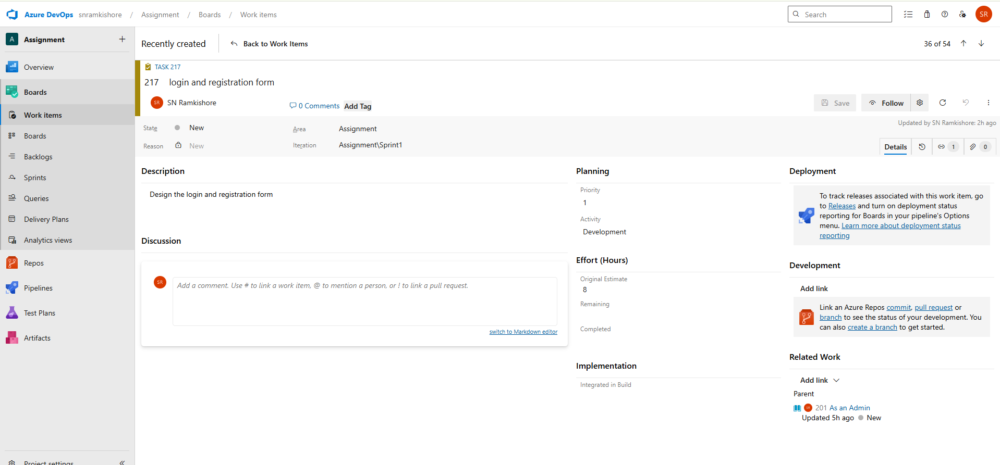 Azure DevOps snramkishore / Assignment / Boards / Work items
Search
SR
A Assignment
Overview
Boards
Work items
Boards
Backlogs
Sprints
Queries
Delivery Plans
Analytics views
Repos
Pipelines
Test Plans
Artifacts
Project settings
Recently created
Back to Work Items
36 of 54
TASK 217
217 login and registration form
SR SN Ramkishore
0 Comments
Add Tag
Save
Follow
State New
Area Assignment
Updated by SN Ramkishore: 2h ago
Reason New
Iteration Assignment\Sprint1
Details
1
0
Description
Design the login and registration form
Discussion
SR
Add a comment. Use # to link a work item, @ to mention a person, or ! to link a pull request.
switch to Markdown editor
Planning
Priority
1
Activity
Development
Effort (Hours)
Original Estimate
8
Remaining
Completed
Implementation
Integrated in Build
Deployment
To track releases associated with this work item, go
to Releases and turn on deployment status
reporting for Boards in your pipeline's Options
menu. Learn more about deployment status
reporting
Development
Add link
Link an Azure Repos commit, pull request or
branch to see the status of your development. You
can also create a branch to get started.
Related Work
Add link
Parent
SR 201 As an Admin
Updated 5h ago New